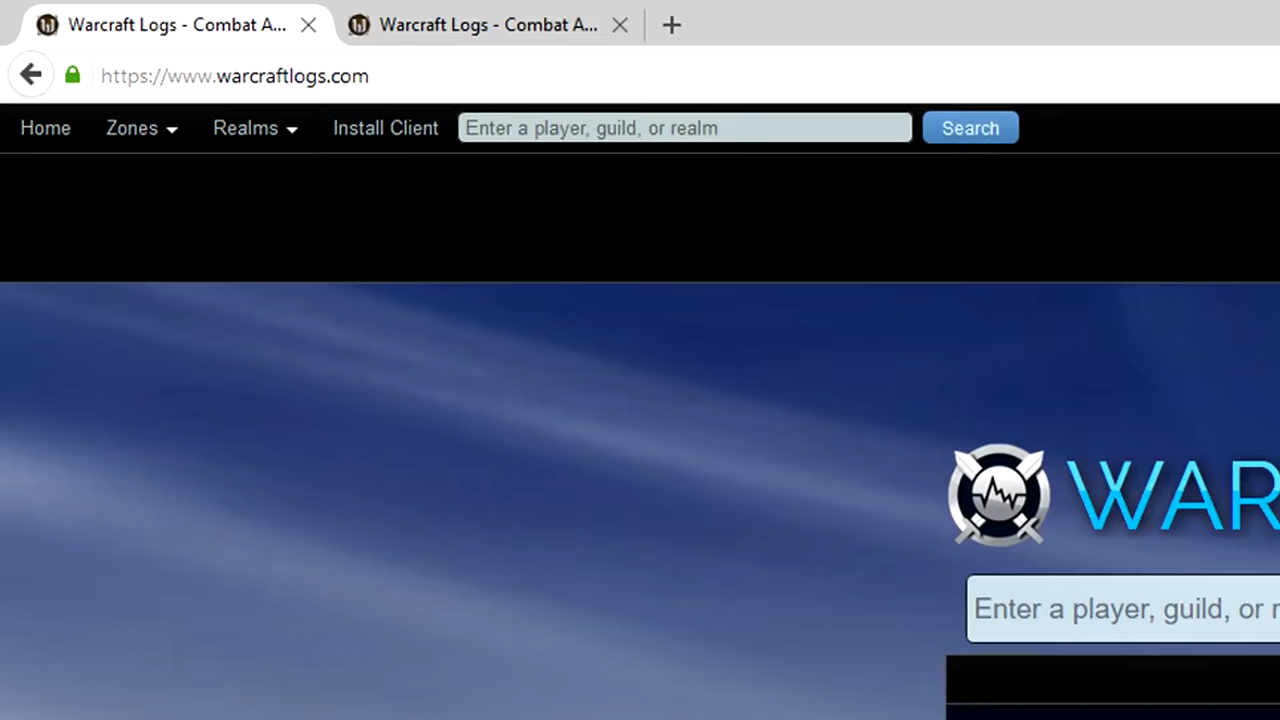 Warcraft Logs - Combat A...
Warcraft Logs - Combat A...
https://www.warcraftlogs.com
Home Zones Realms Install Client Enter a player, guild, or realm Search
WAR
Enter a player, guild, or r